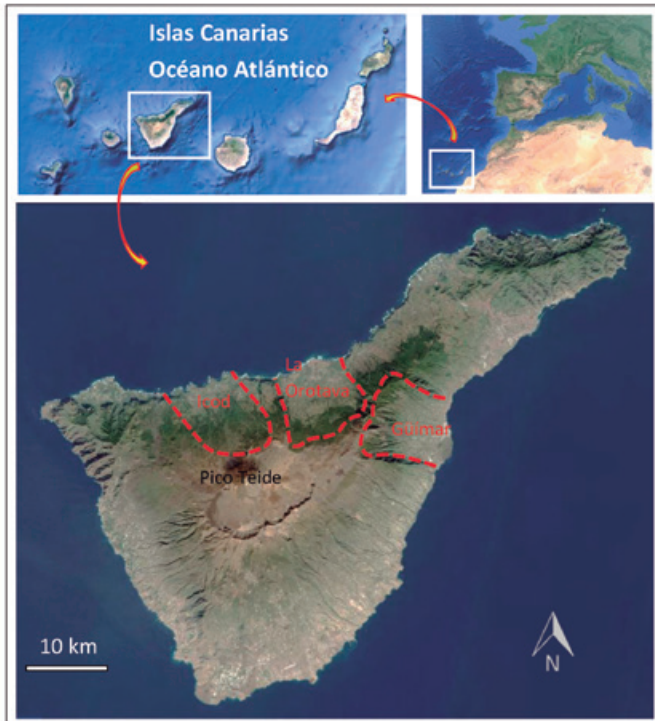 Islas Canarias
Océano Atlántico
La
Orotava
Icod
Güimar
Pico Teide
10 km
N